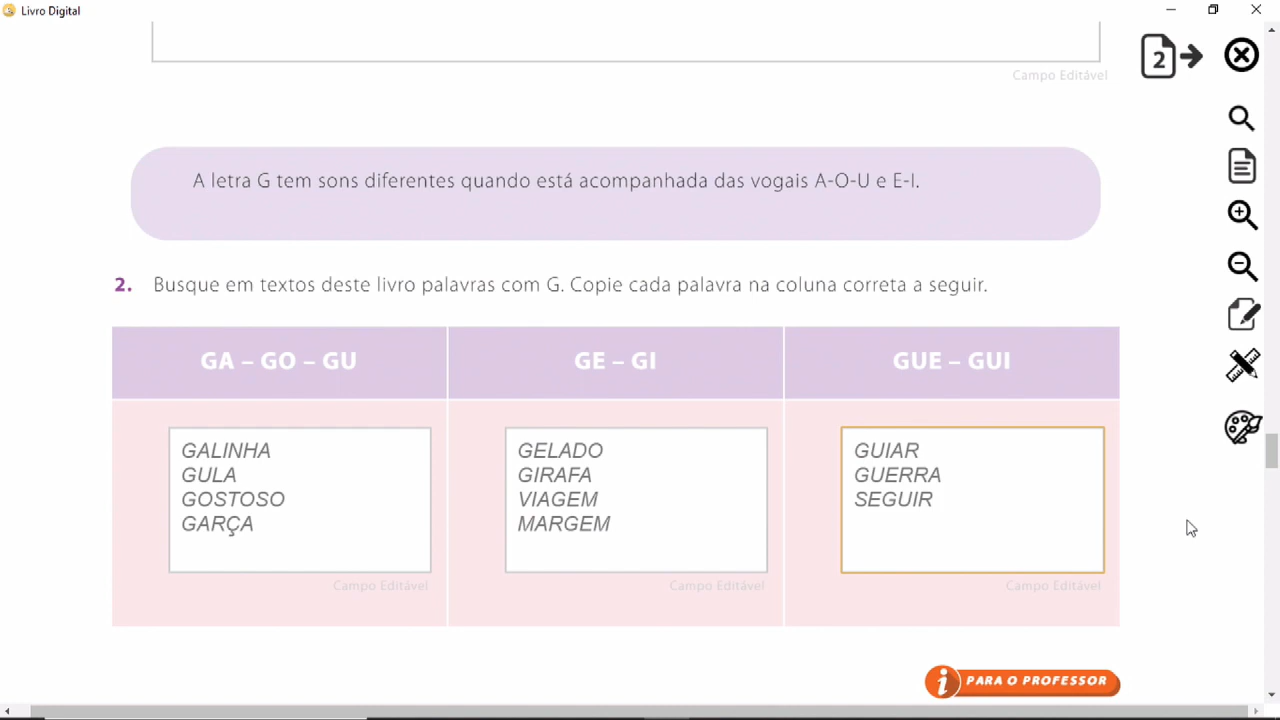 Livro Digital
Campo Editável
2
A letra G tem sons diferentes quando está acompanhada das vogais A-O-U e E-I.
2. Busque em textos deste livro palavras com G. Copie cada palavra na coluna correta a seguir.
GA – GO – GU
GE – GI
GUE – GUI
GALINHA
GULA
GOSTOSO
GARÇA
GELADO
GIRAFA
VIAGEM
MARGEM
GUIAR
GUERRA
SEGUIR
Campo Editável
Campo Editável
Campo Editável
i PARA O PROFESSOR